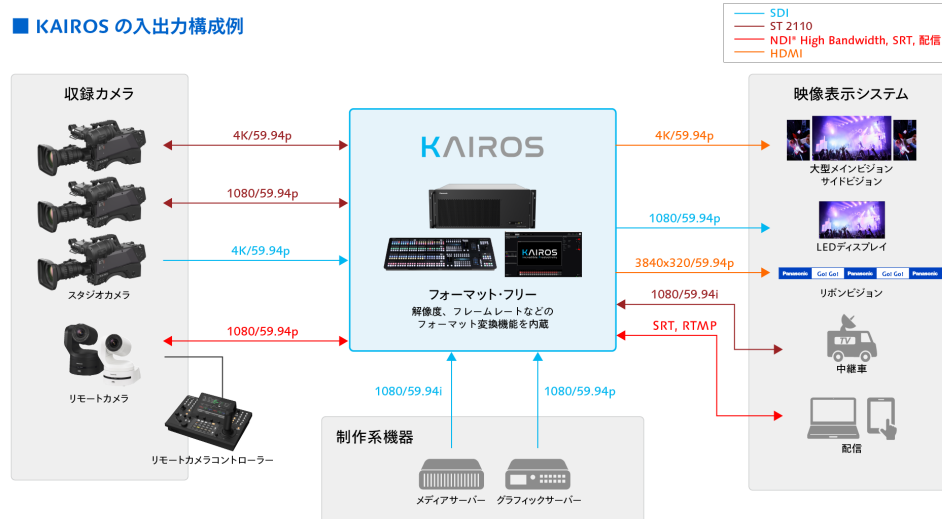 ■ KAIROS の入出力構成例
SDI
ST 2110
NDI® High Bandwidth, SRT, 配信
HDMI
収録カメラ
4K/59.94p
1080/59.94p
4K/59.94p
スタジオカメラ
1080/59.94p
リモートカメラ
リモートカメラコントローラー
KAIROS
KAIROS
フォーマット・フリー
解像度、フレームレートなどの
フォーマット変換機能を内蔵
1080/59.94i
1080/59.94p
制作系機器
メディアサーバー
グラフィックサーバー
映像表示システム
4K/59.94p
大型メインビジョン
サイドビジョン
1080/59.94p
LEDディスプレイ
3840x320/59.94p
Panasonic Go! Go! Panasonic Go! Go! Panasonic
リボンビジョン
1080/59.94i
TV
中継車
SRT, RTMP
配信